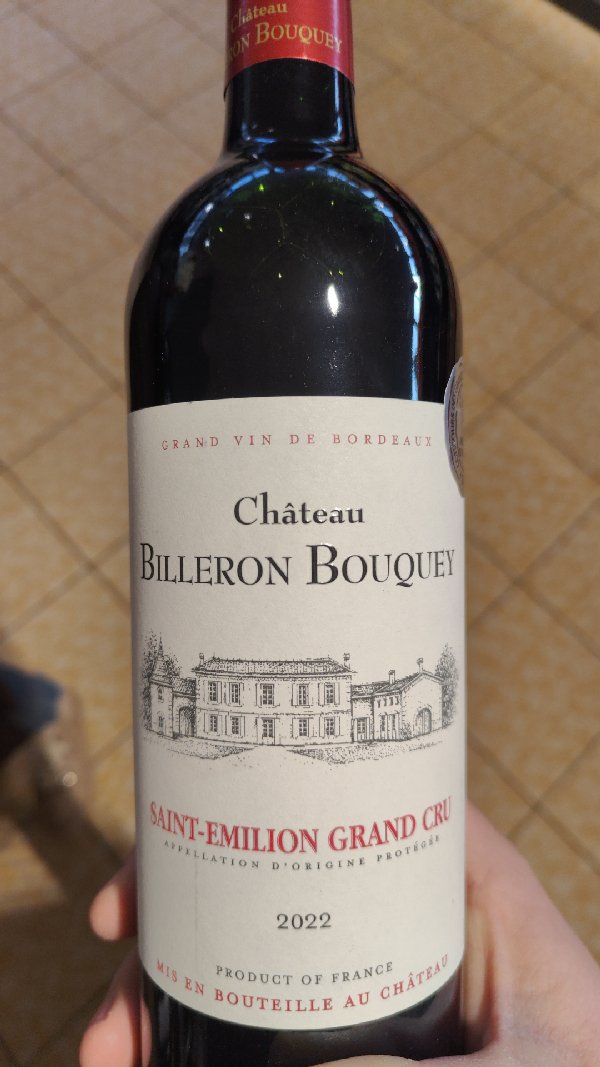 Château
RON BOUQUEY
GRAND VIN DE BORDEAUX
Château
BILLERON BOUQUEY
SAINT-EMILION GRAND CRU
APPELLATION D'ORIGINE PROTÉGÉE
2022
PRODUCT OF FRANCE
MIS EN BOUTEILLE AU CHÂTEAU